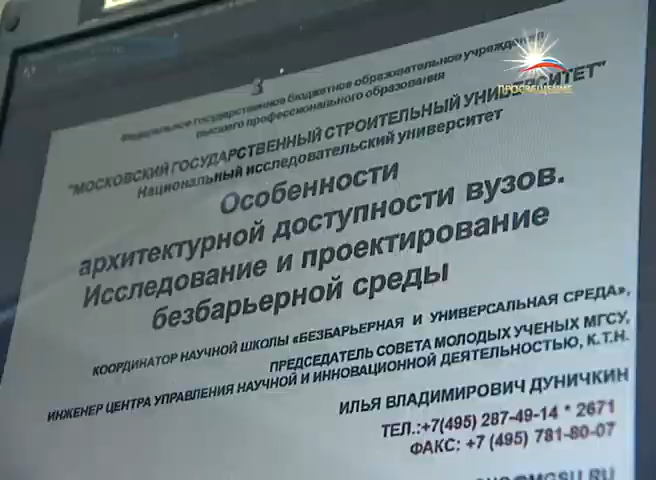 ПРОСВЕЩЕНИЕ
3
Федеральное государственное бюджетное образовательное учреждение
высшего профессионального образования
"МОСКОВСКИЙ ГОСУДАРСТВЕННЫЙ СТРОИТЕЛЬНЫЙ УНИВЕРСИТЕТ"
Национальный исследовательский университет
Особенности
архитектурной доступности вузов.
Исследование и проектирование
безбарьерной среды
КООРДИНАТОР НАУЧНОЙ ШКОЛЫ «БЕЗБАРЬЕРНАЯ И УНИВЕРСАЛЬНАЯ СРЕДА»,
ПРЕДСЕДАТЕЛЬ СОВЕТА МОЛОДЫХ УЧЕНЫХ МГСУ,
ИНЖЕНЕР ЦЕНТРА УПРАВЛЕНИЯ НАУЧНОЙ И ИННОВАЦИОННОЙ ДЕЯТЕЛЬНОСТЬЮ, К.Т.Н.
ИЛЬЯ ВЛАДИМИРОВИЧ ДУНИЧКИН
ТЕЛ.:+7(495) 287-49-14 * 2671
ФАКС: +7 (495) 781-80-07